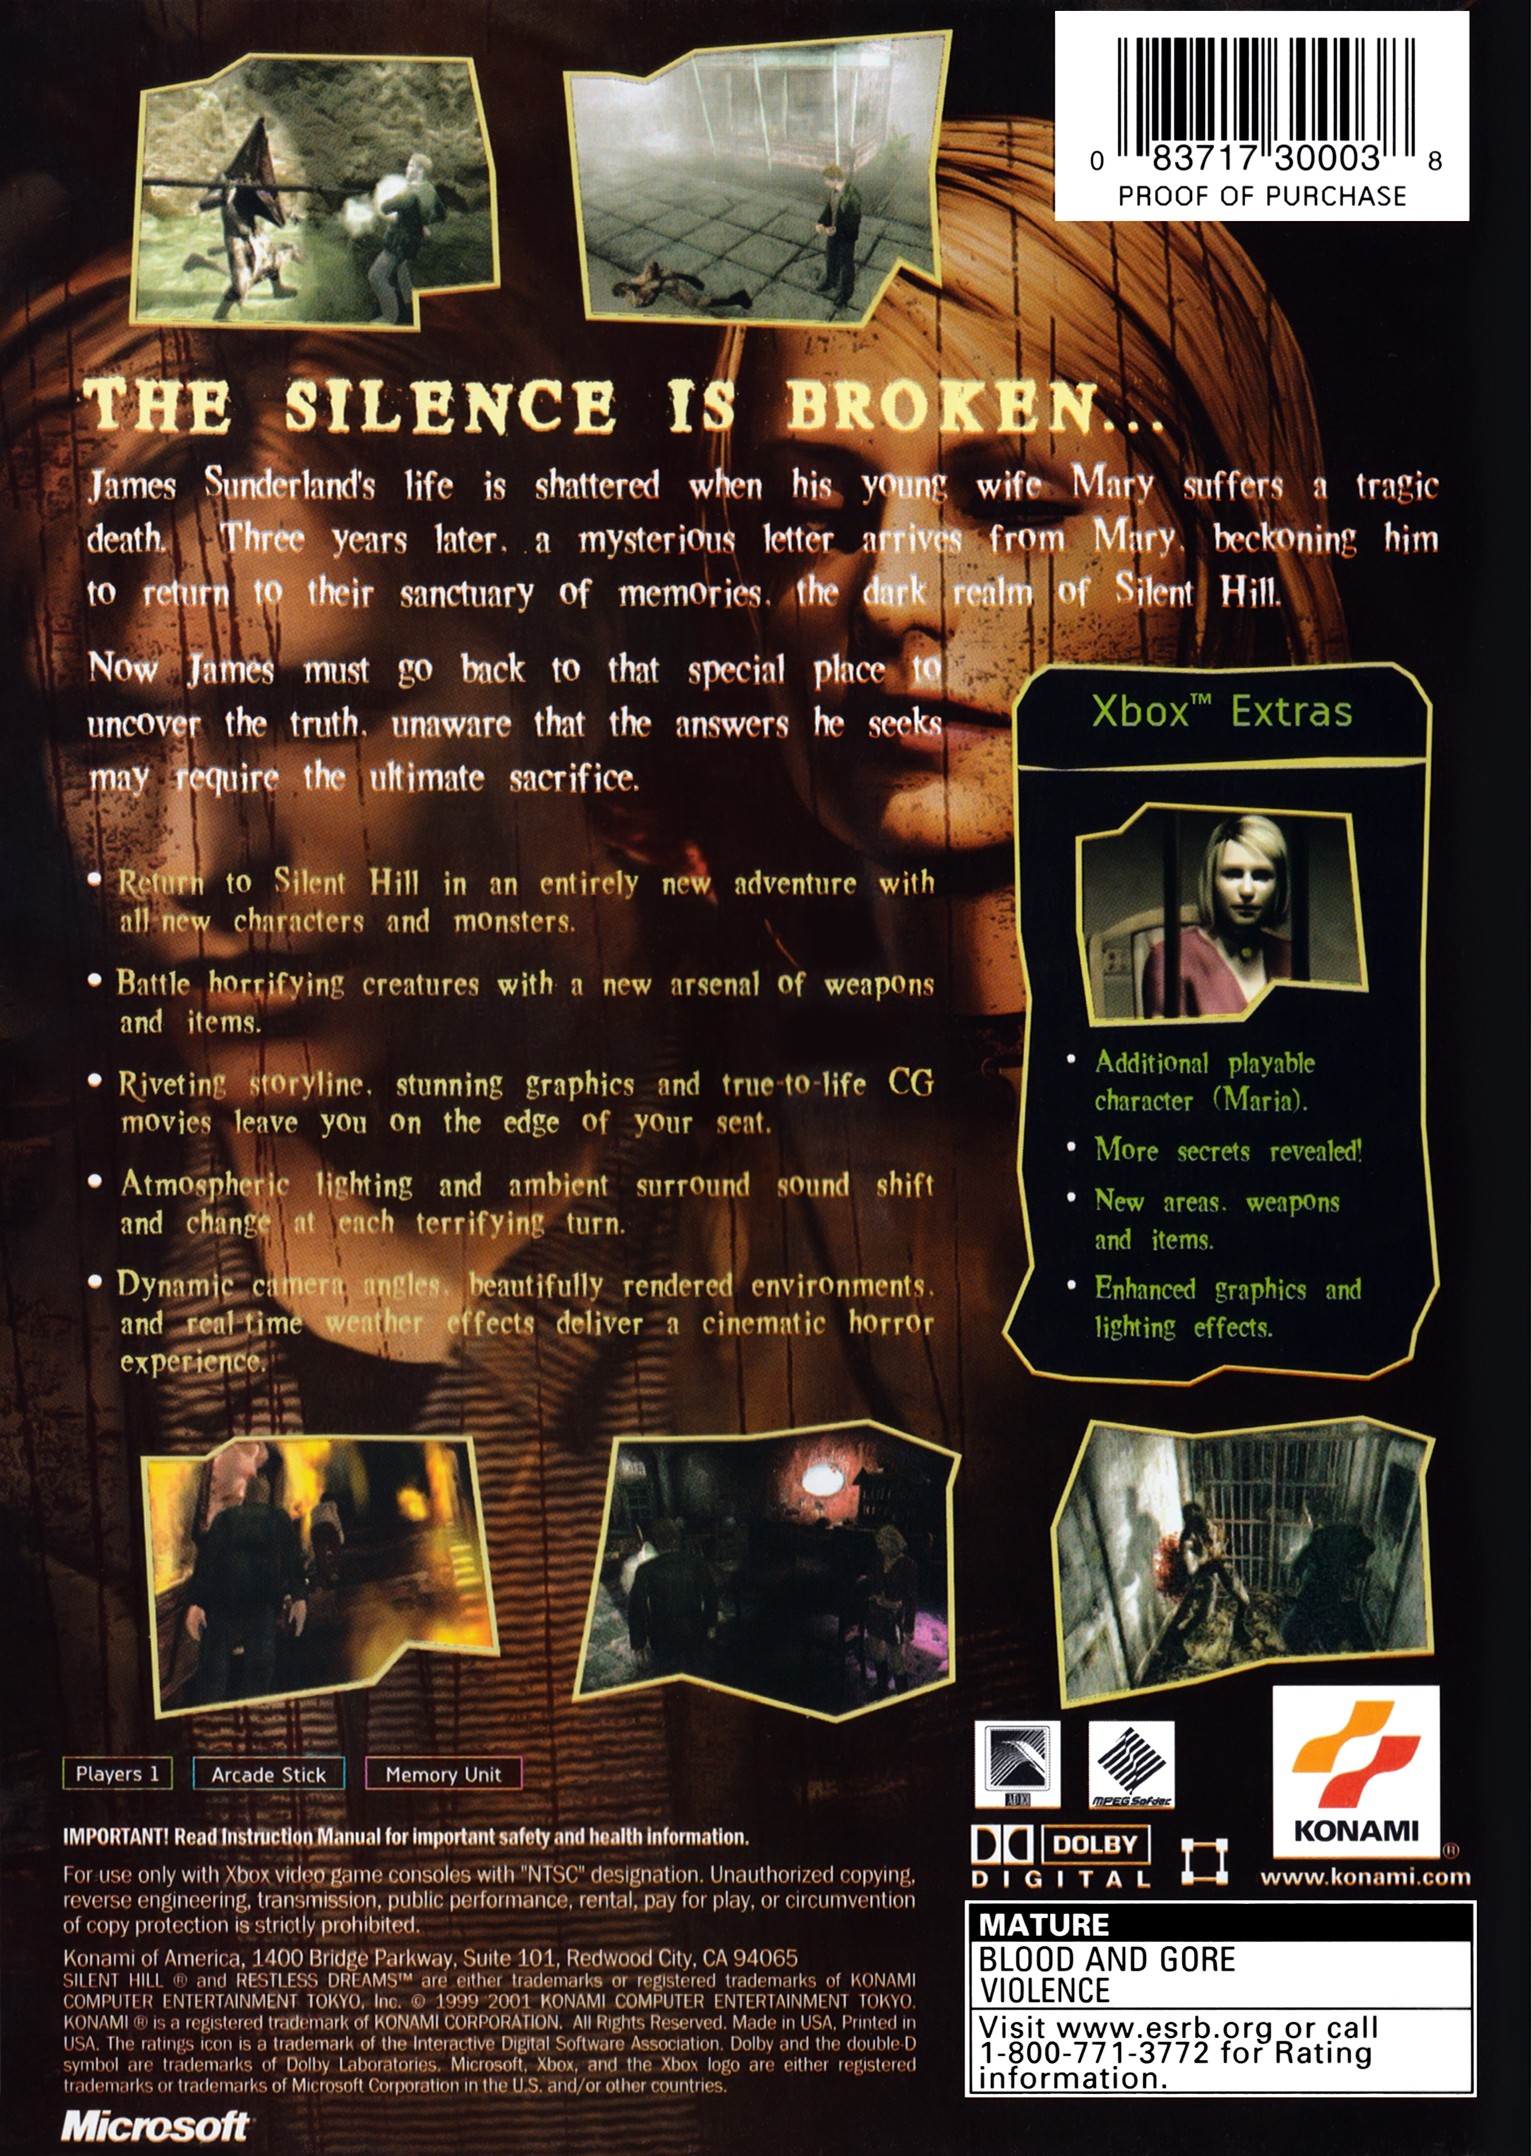 0 83717 30003 8
PROOF OF PURCHASE
THE SILENCE IS BROKEN...
James Sunderland's life is shattered when his young wife Mary suffers a tragic
death. Three years later, a mysterious letter arrives from Mary, beckoning him
to return to their sanctuary of memories, the dark realm of Silent Hill.
Now James must go back to that special place to
uncover the truth, unaware that the answers he seeks
may require the ultimate sacrifice.
• Return to Silent Hill in an entirely new adventure with
all-new characters and monsters.
• Battle horrifying creatures with a new arsenal of weapons
and items.
• Riveting storyline, stunning graphics and true-to-life CG
movies leave you on the edge of your seat.
• Atmospheric lighting and ambient surround sound shift
and change at each terrifying turn.
• Dynamic camera angles, beautifully rendered environments,
and real-time weather effects deliver a cinematic horror
experience.
Xbox™ Extras
• Additional playable
character (Maria).
• More secrets revealed!
• New areas, weapons
and items.
• Enhanced graphics and
lighting effects.
Players 1
Arcade Stick
Memory Unit
IMPORTANT! Read Instruction Manual for important safety and health information.
For use only with Xbox video game consoles with "NTSC" designation. Unauthorized copying,
reverse engineering, transmission, public performance, rental, pay for play, or circumvention
of copy protection is strictly prohibited.
Konami of America, 1400 Bridge Parkway, Suite 101, Redwood City, CA 94065
SILENT HILL ® and RESTLESS DREAMS™ are either trademarks or registered trademarks of KONAMI
COMPUTER ENTERTAINMENT TOKYO, Inc. © 1999 2001 KONAMI COMPUTER ENTERTAINMENT TOKYO.
KONAMI ® is a registered trademark of KONAMI CORPORATION. All Rights Reserved. Made in USA, Printed in
USA. The ratings icon is a trademark of the Interactive Digital Software Association. Dolby and the double-D
symbol are trademarks of Dolby Laboratories. Microsoft, Xbox, and the Xbox logo are either registered
trademarks or trademarks of Microsoft Corporation in the U.S. and/or other countries.
Microsoft
ADX
MPEG Sofdec
DOLBY
DIGITAL
KONAMI
®
www.konami.com
MATURE
BLOOD AND GORE
VIOLENCE
Visit www.esrb.org or call
1-800-771-3772 for Rating
information.